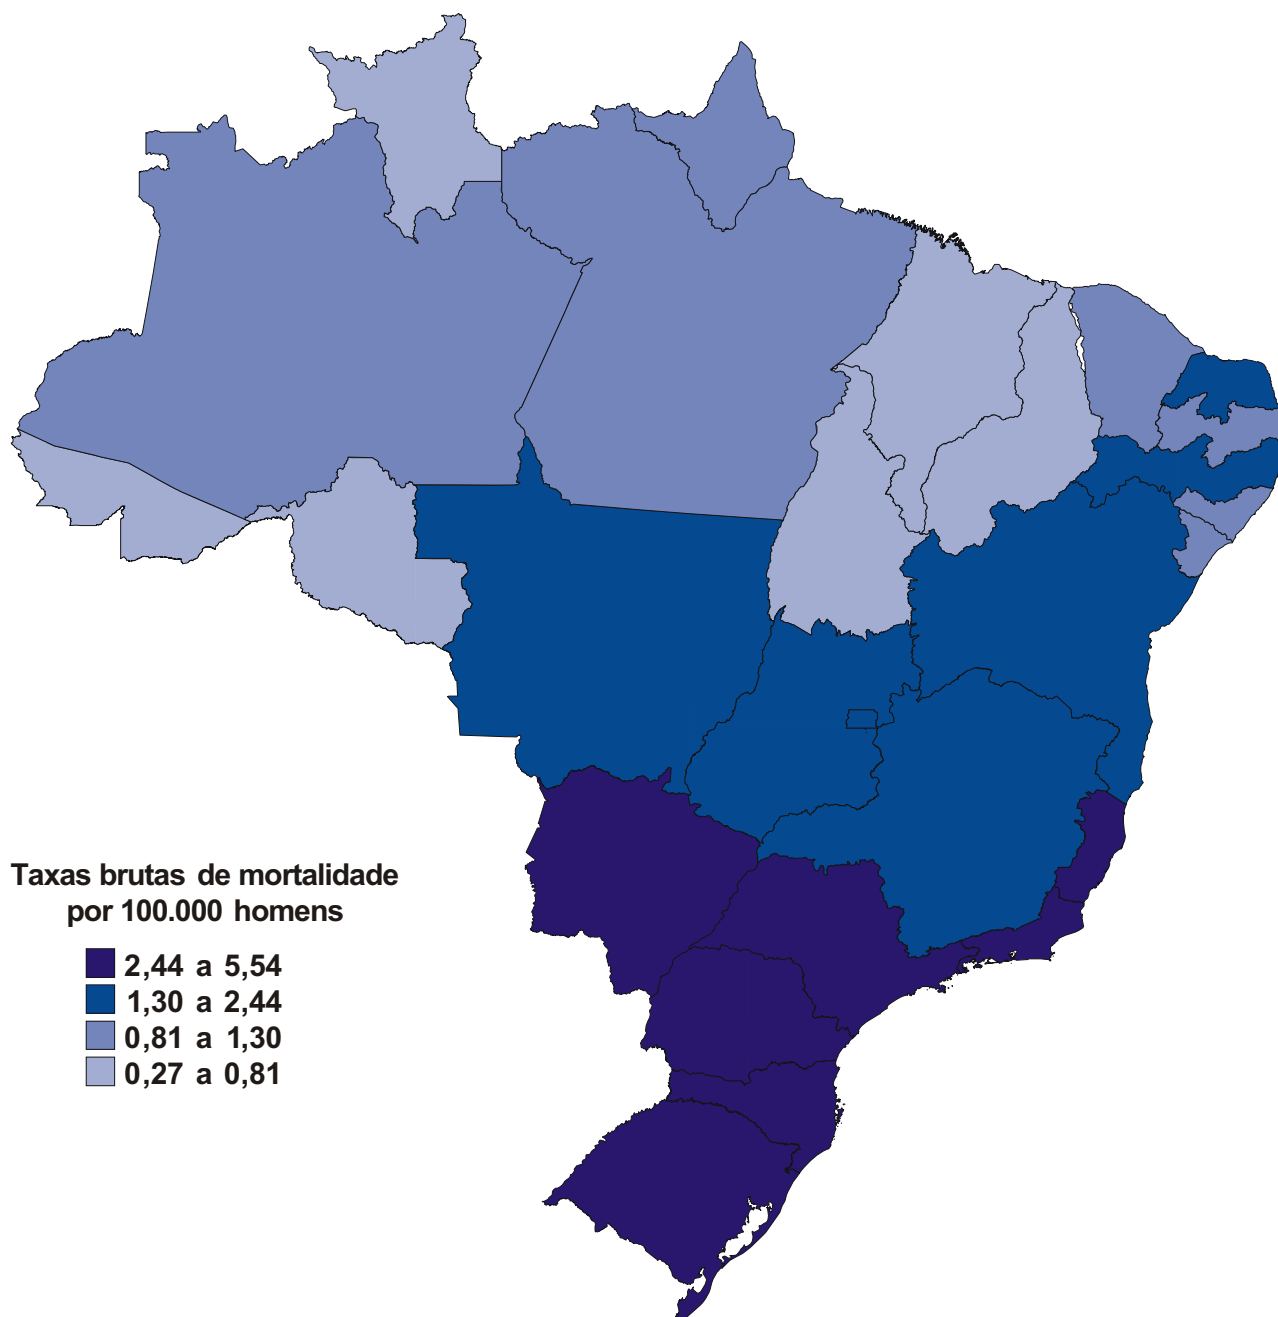 Taxas brutas de mortalidade
por 100.000 homens
2,44 a 5,54
1,30 a 2,44
0,81 a 1,30
0,27 a 0,81